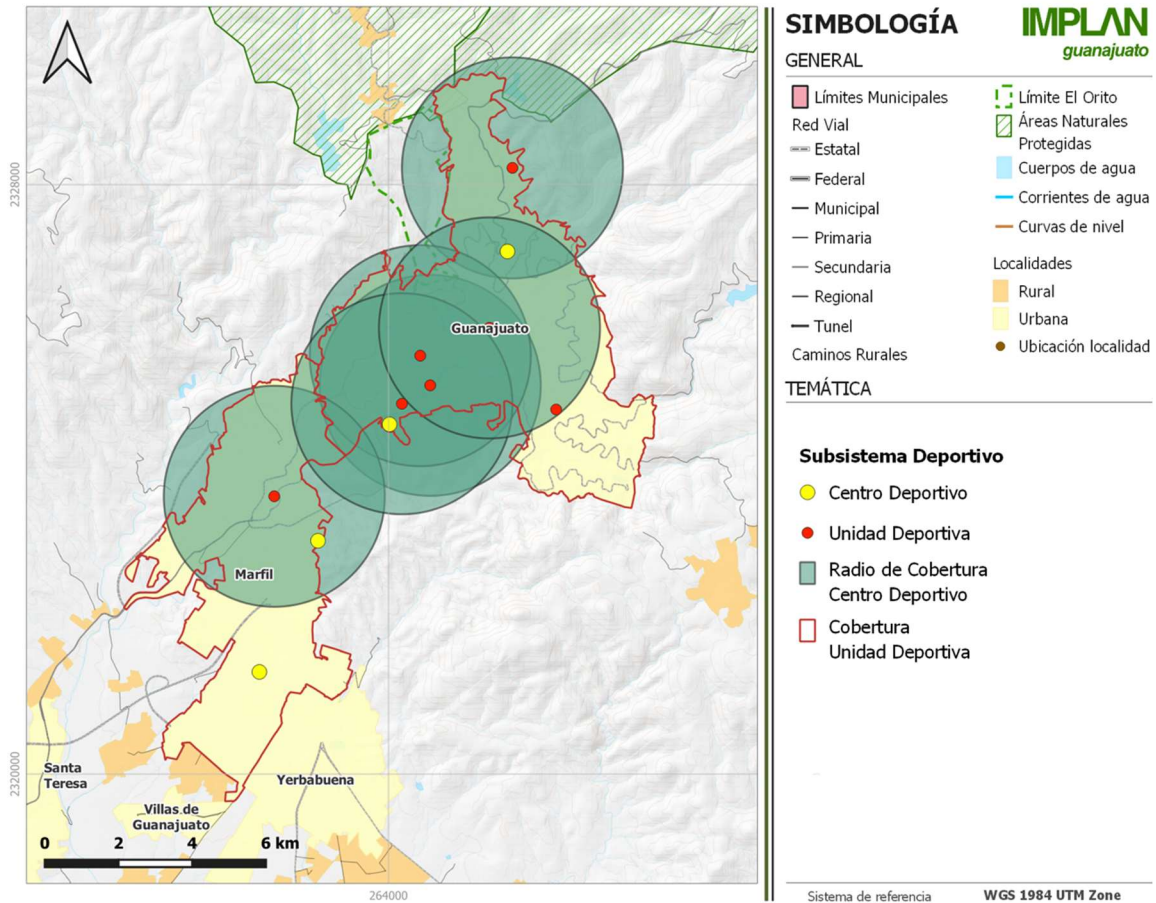 SIMBOLOGÍA
IMPLAN
guanajuato
GENERAL
Límites Municipales
Red Vial
Estatal
Federal
Municipal
Primaria
Secundaria
Regional
Tunel
Caminos Rurales
Límite El Orito
Áreas Naturales
Protegidas
Cuerpos de agua
Corrientes de agua
Curvas de nivel
Localidades
Rural
Urbana
Ubicación localidad
TEMÁTICA
Subsistema Deportivo
Centro Deportivo
Unidad Deportiva
Radio de Cobertura
Centro Deportivo
Cobertura
Unidad Deportiva
Sistema de referencia
WGS 1984 UTM Zone
2328000
Guanajuato
Marfil
2320000
Santa
Teresa
Yerbabuena
Villas de
Guanajuato
0 2 4 6 km
264000